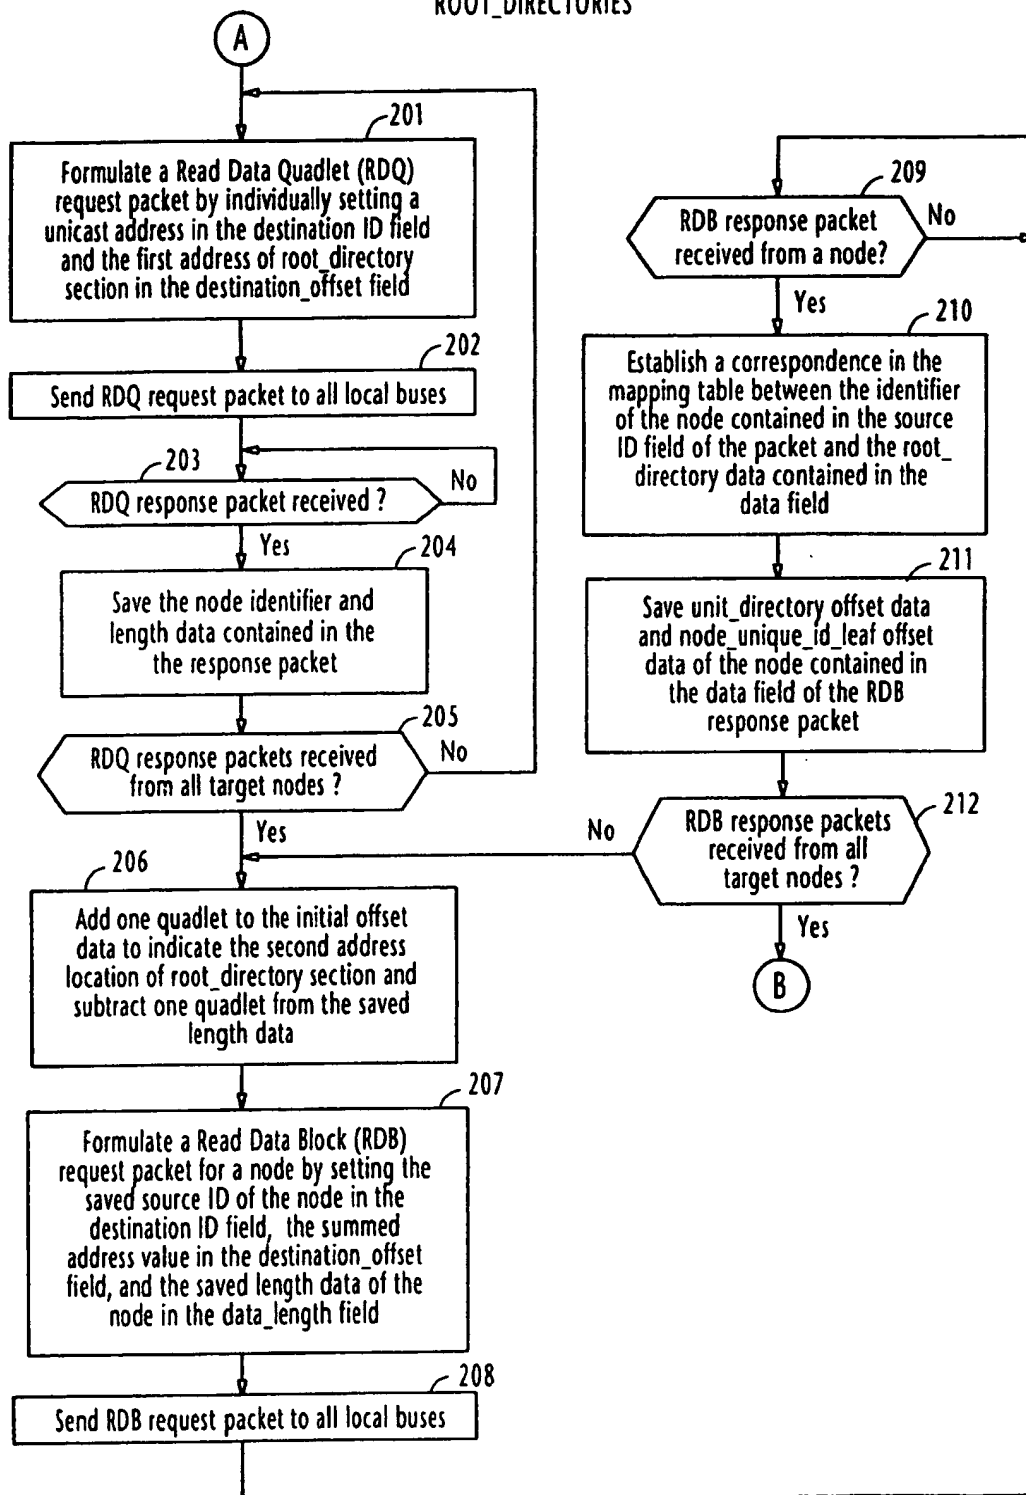 ROOT_DIRECTORIES
A
201
Formulate a Read Data Quadlet (RDQ)
request packet by individually setting a
unicast address in the destination ID field
and the first address of root_directory
section in the destination_offset field
202
Send RDQ request packet to all local buses
203
RDQ response packet received ?
No
Yes
204
Save the node identifier and
length data contained in the
the response packet
205
RDQ response packets received
from all target nodes ?
No
Yes
206
Add one quadlet to the initial offset
data to indicate the second address
location of root_directory section and
subtract one quadlet from the saved
length data
207
Formulate a Read Data Block (RDB)
request packet for a node by setting the
saved source ID of the node in the
destination ID field, the summed
address value in the destination_offset
field, and the saved length data of the
node in the data_length field
208
Send RDB request packet to all local buses
209
RDB response packet
received from a node?
No
Yes
210
Establish a correspondence in the
mapping table between the identifier
of the node contained in the source
ID field of the packet and the root_
directory data contained in the
data field
211
Save unit_directory offset data
and node_unique_id_leaf offset
data of the node contained in
the data field of the RDB
response packet
212
RDB response packets
received from all
target nodes ?
No
Yes
B